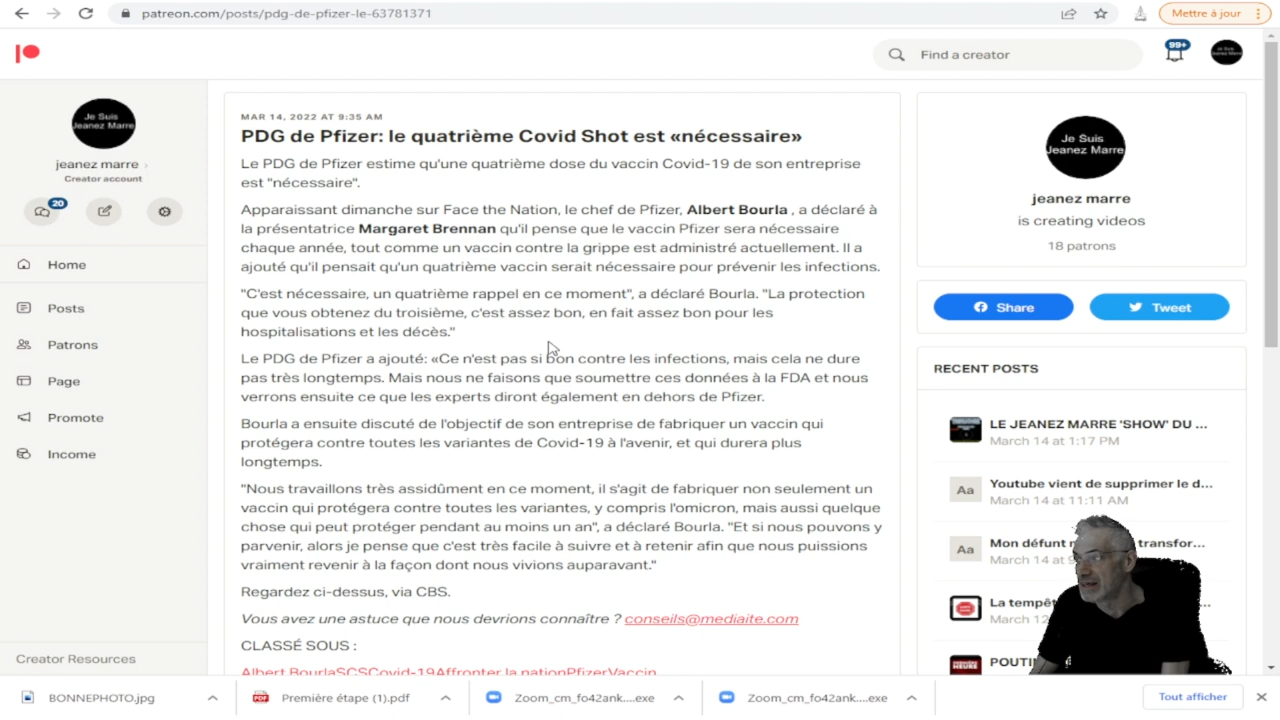 patreon.com/posts/pdg-de-pfizer-le-63781371
Mettre à jour
Find a creator
99+
Je Suis
Jeanez Marre
jeanez marre
Creator account
20
Home
Posts
Patrons
Page
Promote
Income
Creator Resources
MAR 14, 2022 AT 9:35 AM
PDG de Pfizer: le quatrième Covid Shot est «nécessaire»
Le PDG de Pfizer estime qu'une quatrième dose du vaccin Covid-19 de son entreprise
est "nécessaire".
Apparaissant dimanche sur Face the Nation, le chef de Pfizer, Albert Bourla , a déclaré à
la présentatrice Margaret Brennan qu'il pense que le vaccin Pfizer sera nécessaire
chaque année, tout comme un vaccin contre la grippe est administré actuellement. Il a
ajouté qu'il pensait qu'un quatrième vaccin serait nécessaire pour prévenir les infections.
"C'est nécessaire, un quatrième rappel en ce moment", a déclaré Bourla. "La protection
que vous obtenez du troisième, c'est assez bon, en fait assez bon pour les
hospitalisations et les décès."
Le PDG de Pfizer a ajouté: «Ce n'est pas si bon contre les infections, mais cela ne dure
pas très longtemps. Mais nous ne faisons que soumettre ces données à la FDA et nous
verrons ensuite ce que les experts diront également en dehors de Pfizer.
Bourla a ensuite discuté de l'objectif de son entreprise de fabriquer un vaccin qui
protégera contre toutes les variantes de Covid-19 à l'avenir, et qui durera plus
longtemps.
"Nous travaillons très assidûment en ce moment, il s'agit de fabriquer non seulement un
vaccin qui protégera contre toutes les variantes, y compris l'omicron, mais aussi quelque
chose qui peut protéger pendant au moins un an", a déclaré Bourla. "Et si nous pouvons y
parvenir, alors je pense que c'est très facile à suivre et à retenir afin que nous puissions
vraiment revenir à la façon dont nous vivions auparavant."
Regardez ci-dessus, via CBS.
Vous avez une astuce que nous devrions connaître ? conseils@mediaite.com
CLASSÉ SOUS :
Albert BourlaSCSCovid-19Affronter la nationPfizerVaccin
Je Suis
Jeanez Marre
jeanez marre
is creating videos
18 patrons
Share
Tweet
RECENT POSTS
LE JEANEZ MARRE 'SHOW' DU ...
March 14 at 1:17 PM
Aa
Youtube vient de supprimer le d...
March 14 at 11:11 AM
Aa
Mon défunt transfor...
March 14
La tempêt
March 12
POUTI
BONNEPHOTO.jpg
PDF
Première étape (1).pdf
Zoom_cm_fo42ank....exe
Zoom_cm_fo42ank....exe
Tout afficher